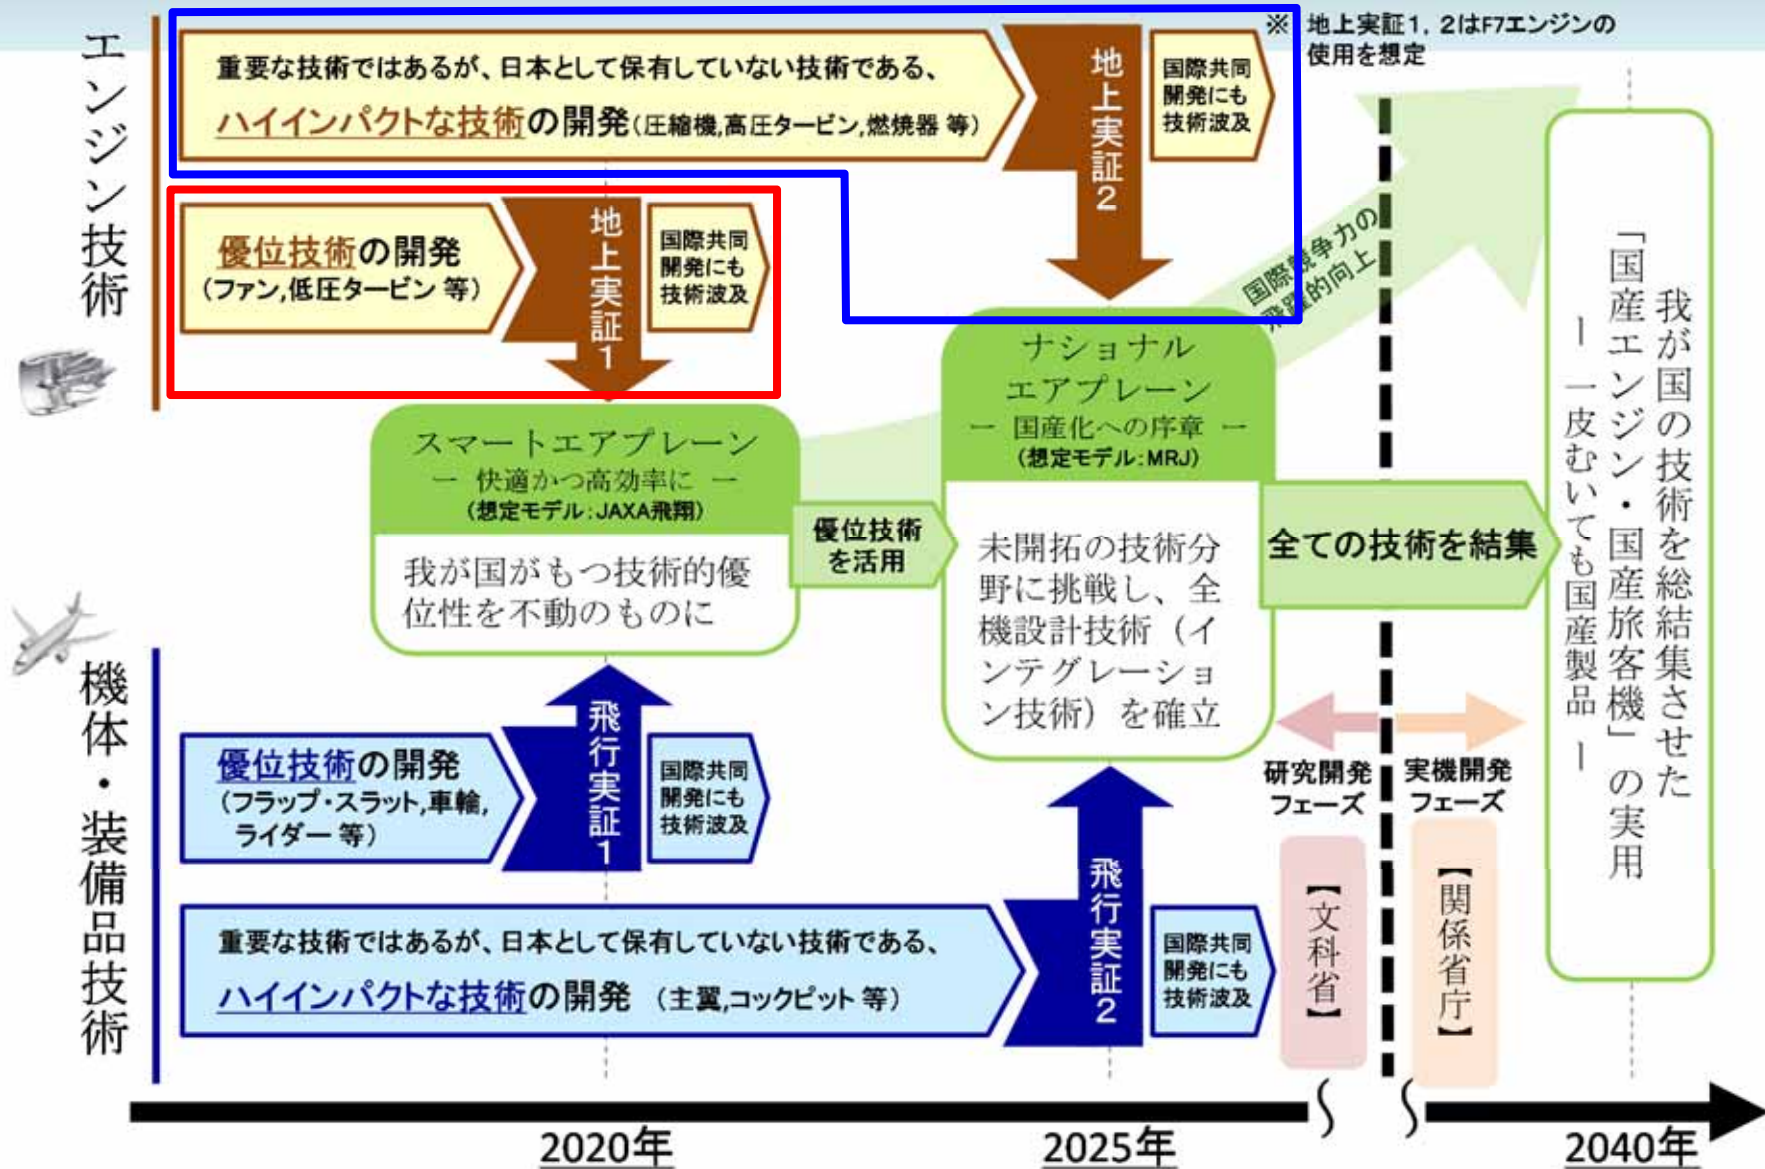 エンジン技術
重要な技術ではあるが、日本として保有していない技術である、
ハイインパクトな技術の開発(圧縮機,高圧タービン,燃焼器 等)
地上実証2
国際共同
開発にも
技術波及
※ 地上実証1, 2はF7エンジンの
使用を想定
優位技術の開発
(ファン,低圧タービン 等)
地上実証1
国際共同
開発にも
技術波及
国際競争力の
飛躍的向上
スマートエアプレーン
ー 快適かつ高効率に ー
(想定モデル:JAXA飛翔)
我が国がもつ技術的優
位性を不動のものに
優位技術
を活用
ナショナル
エアプレーン
ー 国産化への序章 ー
(想定モデル:MRJ)
未開拓の技術分
野に挑戦し、全
機設計技術(イ
ンテグレーショ
ン技術)を確立
全ての技術を結集
我が国の技術を総結集させた
「国産エンジン・国産旅客機」の実用
ー 一皮むいても国産製品 ー
機体・装備品技術
優位技術の開発
(フラップ・スラット,車輪,
ライダー 等)
飛行実証1
国際共同
開発にも
技術波及
重要な技術ではあるが、日本として保有していない技術である、
ハイインパクトな技術の開発 (主翼,コックピット 等)
飛行実証2
国際共同
開発にも
技術波及
研究開発
フェーズ
実機開発
フェーズ
【文科省】
【関係省庁】
2020年
2025年
2040年